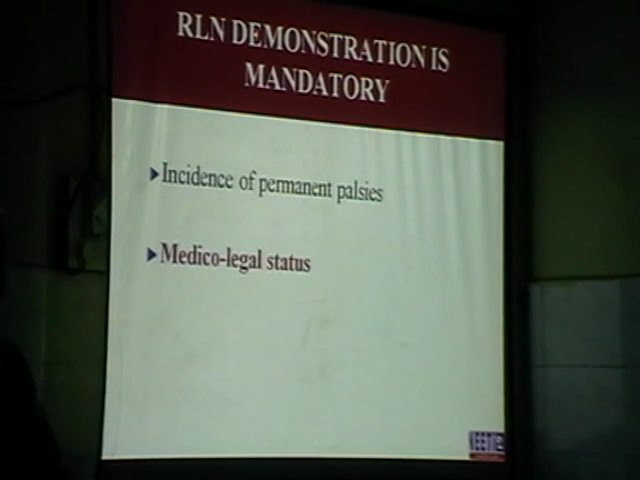 RLN DEMONSTRATION IS
MANDATORY
Incidence of permanent palsies
Medico-legal status